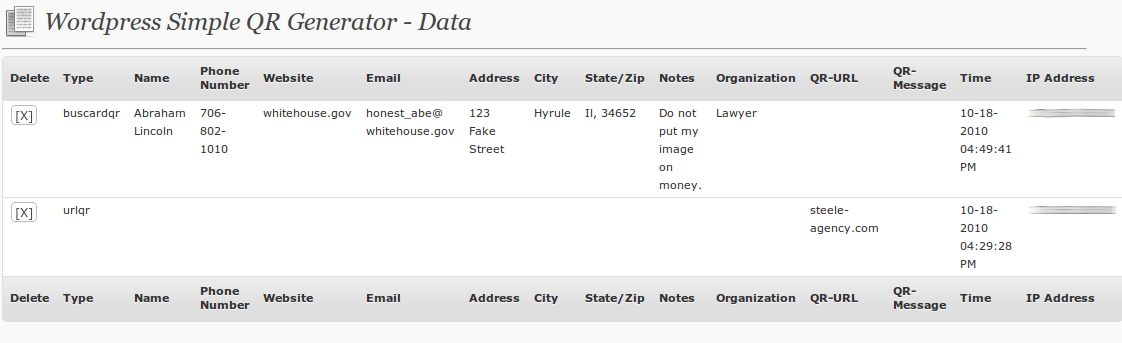 Wordpress Simple QR Generator - Data
Delete Type Name Phone Number Website Email Address City State/Zip Notes Organization QR-URL QR-Message Time IP Address
[X] buscardqr Abraham Lincoln 706-802-1010 whitehouse.gov honest_abe@whitehouse.gov 123 Fake Street Hyrule Il, 34652 Do not put my image on money. Lawyer 10-18-2010 04:49:41 PM
[X] urlqr steele-agency.com 10-18-2010 04:29:28 PM
Delete Type Name Phone Number Website Email Address City State/Zip Notes Organization QR-URL QR-Message Time IP Address